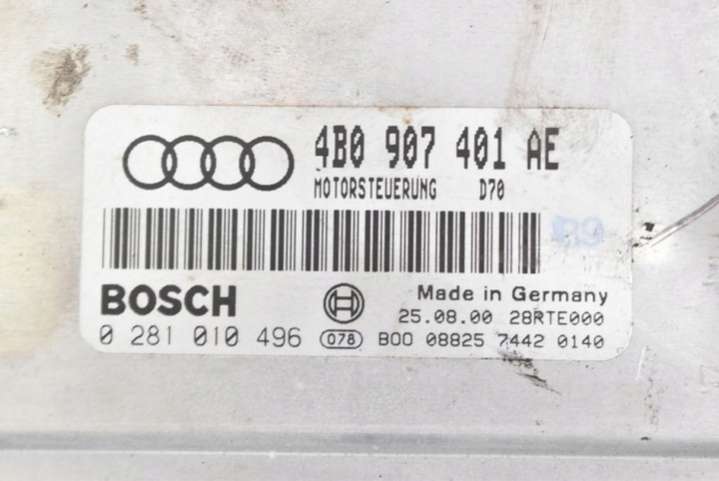 4B0 907 401 AE
MOTORSTEUERUNG D70
BOSCH
Made in Germany
25.08.00 28RTE000
0 281 010 496 078 B00 08825 7442 0140